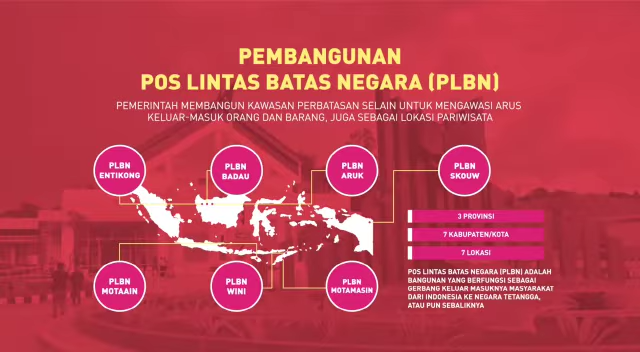 PEMBANGUNAN
POS LINTAS BATAS NEGARA (PLBN)
PEMERINTAH MEMBANGUN KAWASAN PERBATASAN SELAIN UNTUK MENGAWASI ARUS
KELUAR-MASUK ORANG DAN BARANG, JUGA SEBAGAI LOKASI PARIWISATA
PLBN
ENTIKONG
PLBN
BADAU
PLBN
ARUK
PLBN
SKOUW
3 PROVINSI
7 KABUPATEN/KOTA
7 LOKASI
PLBN
MOTAAIN
PLBN
WINI
PLBN
MOTAMASIN
POS LINTAS BATAS NEGARA (PLBN) ADALAH
BANGUNAN YANG BERFUNGSI SEBAGAI
GERBANG KELUAR MASUKNYA MASYARAKAT
DARI INDONESIA KE NEGARA TETANGGA,
ATAU PUN SEBALIKNYA